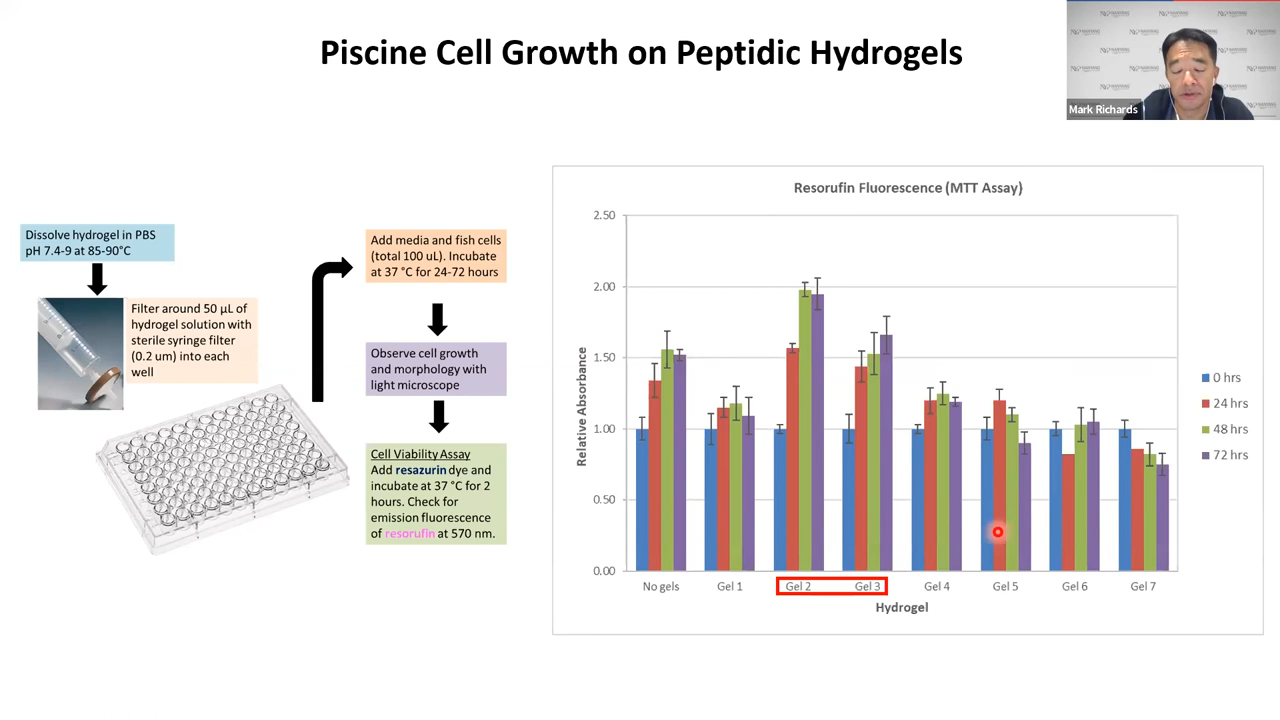 Piscine Cell Growth on Peptidic Hydrogels
Mark Richards
Dissolve hydrogel in PBS
pH 7.4-9 at 85-90°C
Filter around 50 µL of
hydrogel solution with
sterile syringe filter
(0.2 um) into each
well
Add media and fish cells
(total 100 uL). Incubate
at 37 °C for 24-72 hours
Observe cell growth
and morphology with
light microscope
Cell Viability Assay
Add resazurin dye and
incubate at 37 °C for 2
hours. Check for
emission fluorescence
of resorufin at 570 nm.
Resorufin Fluorescence (MTT Assay)
Relative Absorbance
2.50
2.00
1.50
1.00
0.50
0.00
No gels Gel 1 Gel 2 Gel 3 Gel 4 Gel 5 Gel 6 Gel 7
Hydrogel
0 hrs
24 hrs
48 hrs
72 hrs